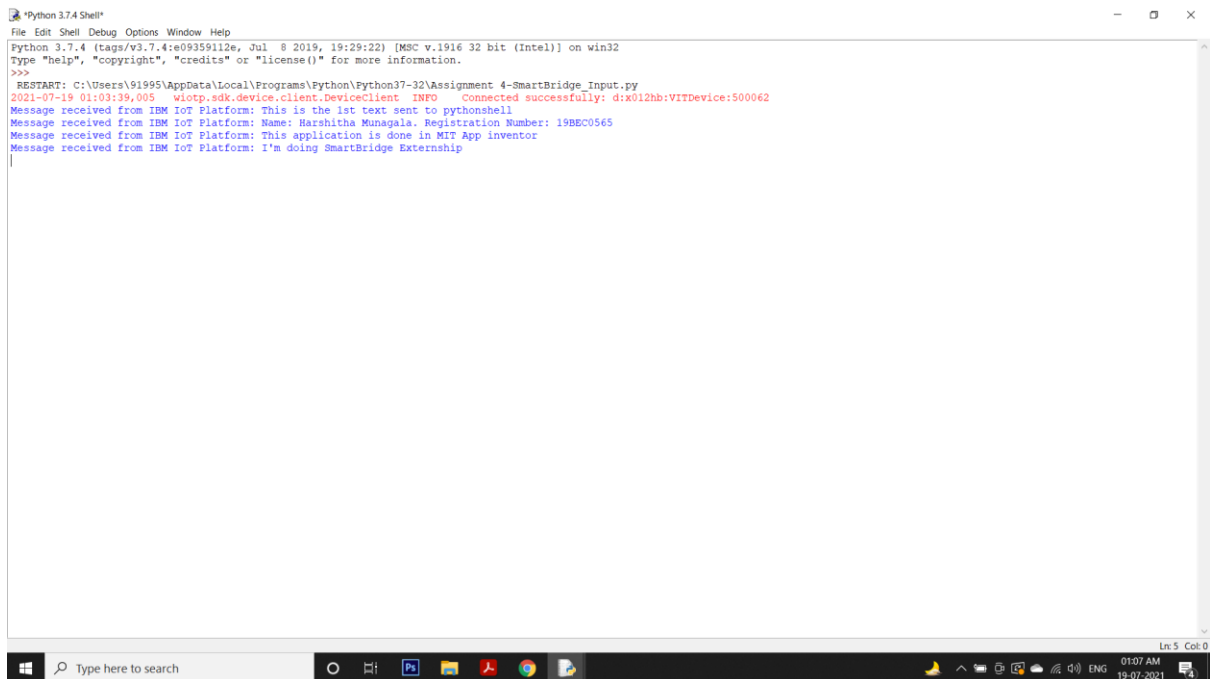 *Python 3.7.4 Shell*
File Edit Shell Debug Options Window Help
Python 3.7.4 (tags/v3.7.4:e09359112e, Jul  8 2019, 19:29:22) [MSC v.1916 32 bit (Intel)] on win32
Type "help", "copyright", "credits" or "license()" for more information.
>>>
RESTART: C:\Users\91995\AppData\Local\Programs\Python\Python37-32\Assignment 4-SmartBridge_Input.py
2021-07-19 01:03:39,005   wiotp.sdk.device.client.DeviceClient  INFO    Connected successfully: d:x012hb:VITDevice:500062
Message received from IBM IoT Platform: This is the 1st text sent to pythonshell
Message received from IBM IoT Platform: Name: Harshitha Munagala. Registration Number: 19BEC0565
Message received from IBM IoT Platform: This application is done in MIT App inventor
Message received from IBM IoT Platform: I'm doing SmartBridge Externship
Ln: 5 Col: 0
Type here to search
Ps
ENG
01:07 AM
19-07-2021
4